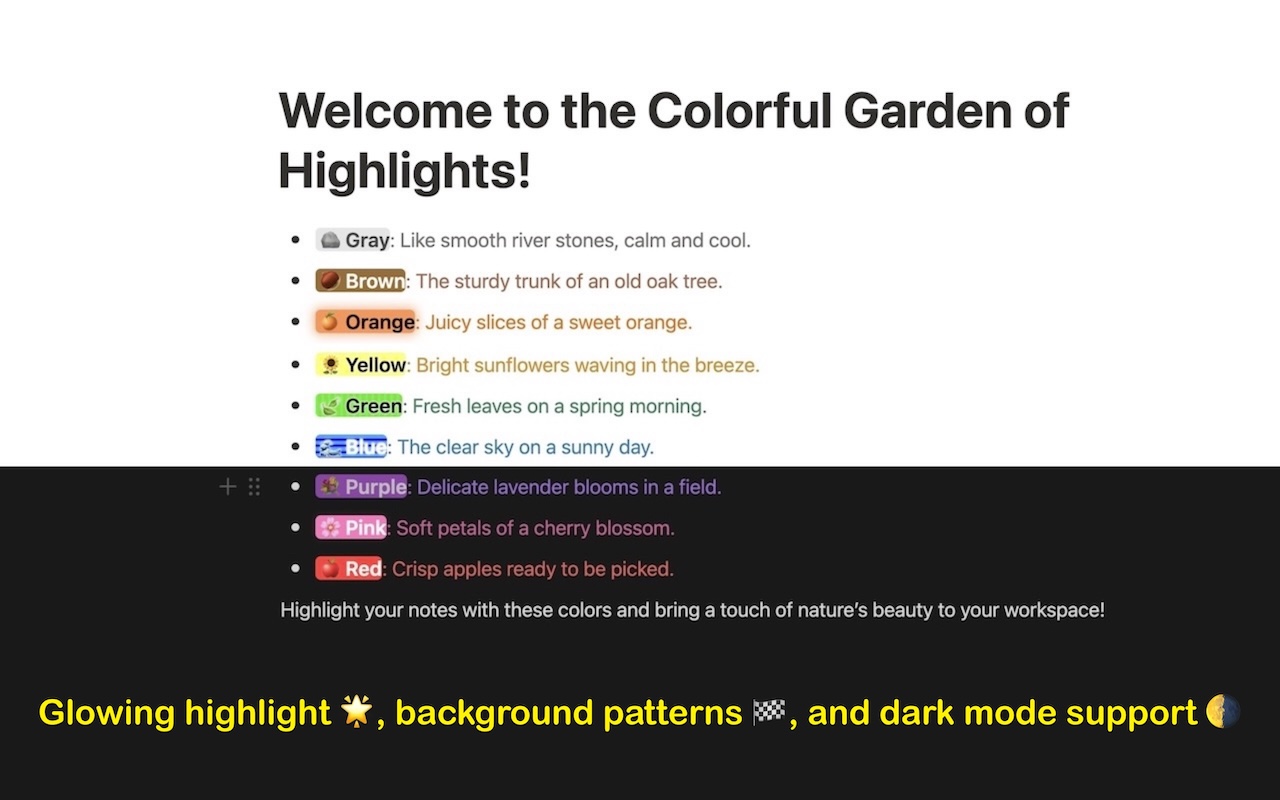 Welcome to the Colorful Garden of
Highlights!
• 🪨 Gray: Like smooth river stones, calm and cool.
• 🌰 Brown: The sturdy trunk of an old oak tree.
• 🍊 Orange: Juicy slices of a sweet orange.
• 🌻 Yellow: Bright sunflowers waving in the breeze.
• 🌿 Green: Fresh leaves on a spring morning.
• 🌊 Blue: The clear sky on a sunny day.
• 💐 Purple: Delicate lavender blooms in a field.
• 🌸 Pink: Soft petals of a cherry blossom.
• 🍎 Red: Crisp apples ready to be picked.
Highlight your notes with these colors and bring a touch of nature’s beauty to your workspace!
Glowing highlight 🌟, background patterns 🏁, and dark mode support 🌗